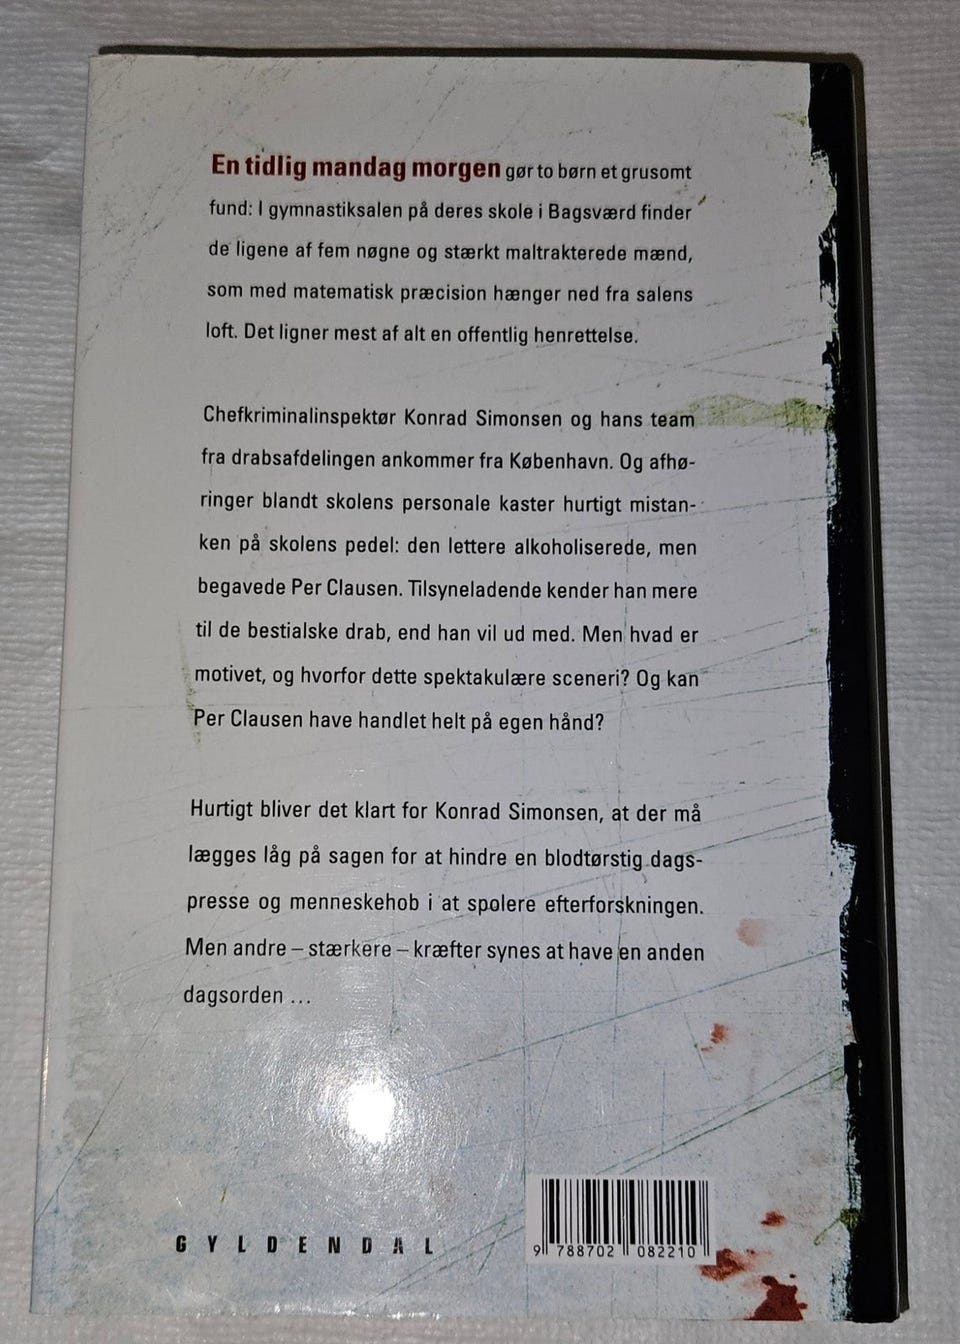 En tidlig mandag morgen gør to børn et grusomt
fund: I gymnastiksalen på deres skole i Bagsværd finder
de ligene af fem nøgne og stærkt maltrakterede mænd,
som med matematisk præcision hænger ned fra salens
loft. Det ligner mest af alt en offentlig henrettelse.
Chefkriminalinspektør Konrad Simonsen og hans team
fra drabsafdelingen ankommer fra København. Og afhø-
ringer blandt skolens personale kaster hurtigt mistan-
ken på skolens pedel: den lettere alkoholiserede, men
begavede Per Clausen. Tilsyneladende kender han mere
til de bestialske drab, end han vil ud med. Men hvad er
motivet, og hvorfor dette spektakulære sceneri? Og kan
Per Clausen have handlet helt på egen hånd?
Hurtigt bliver det klart for Konrad Simonsen, at der må
lægges låg på sagen for at hindre en blodtørstig dags-
presse og menneskehob i at spolere efterforskningen.
Men andre – stærkere – kræfter synes at have en anden
dagsorden ...
GYLDENDAL
9 788702 082210